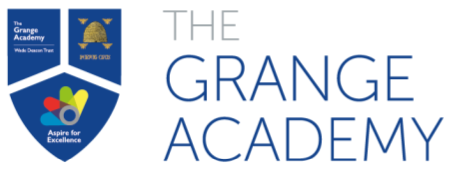 The
Grange
Academy
Wade Deacon Trust
Aspire for
Excellence
THE
GRANGE
ACADEMY